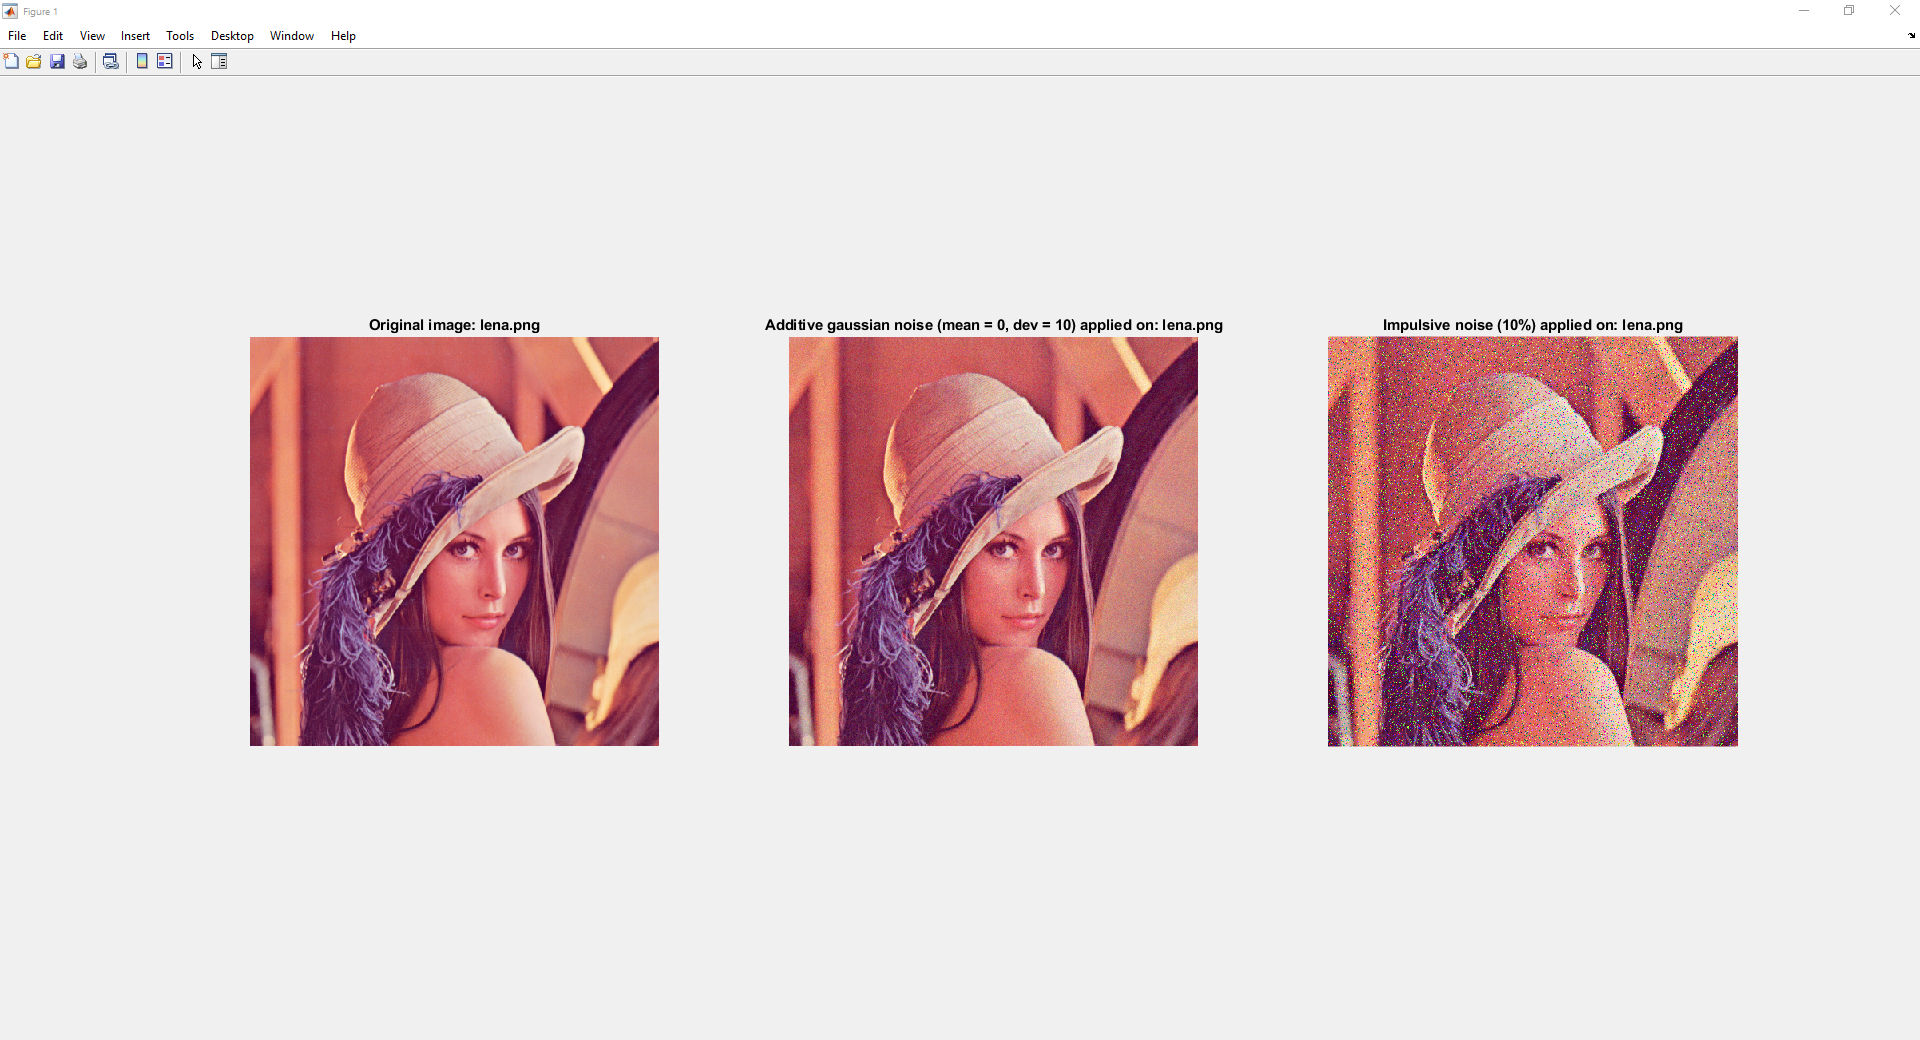 Figure 1
File Edit View Insert Tools Desktop Window Help
Original image: lena.png
Additive gaussian noise (mean = 0, dev = 10) applied on: lena.png
Impulsive noise (10%) applied on: lena.png